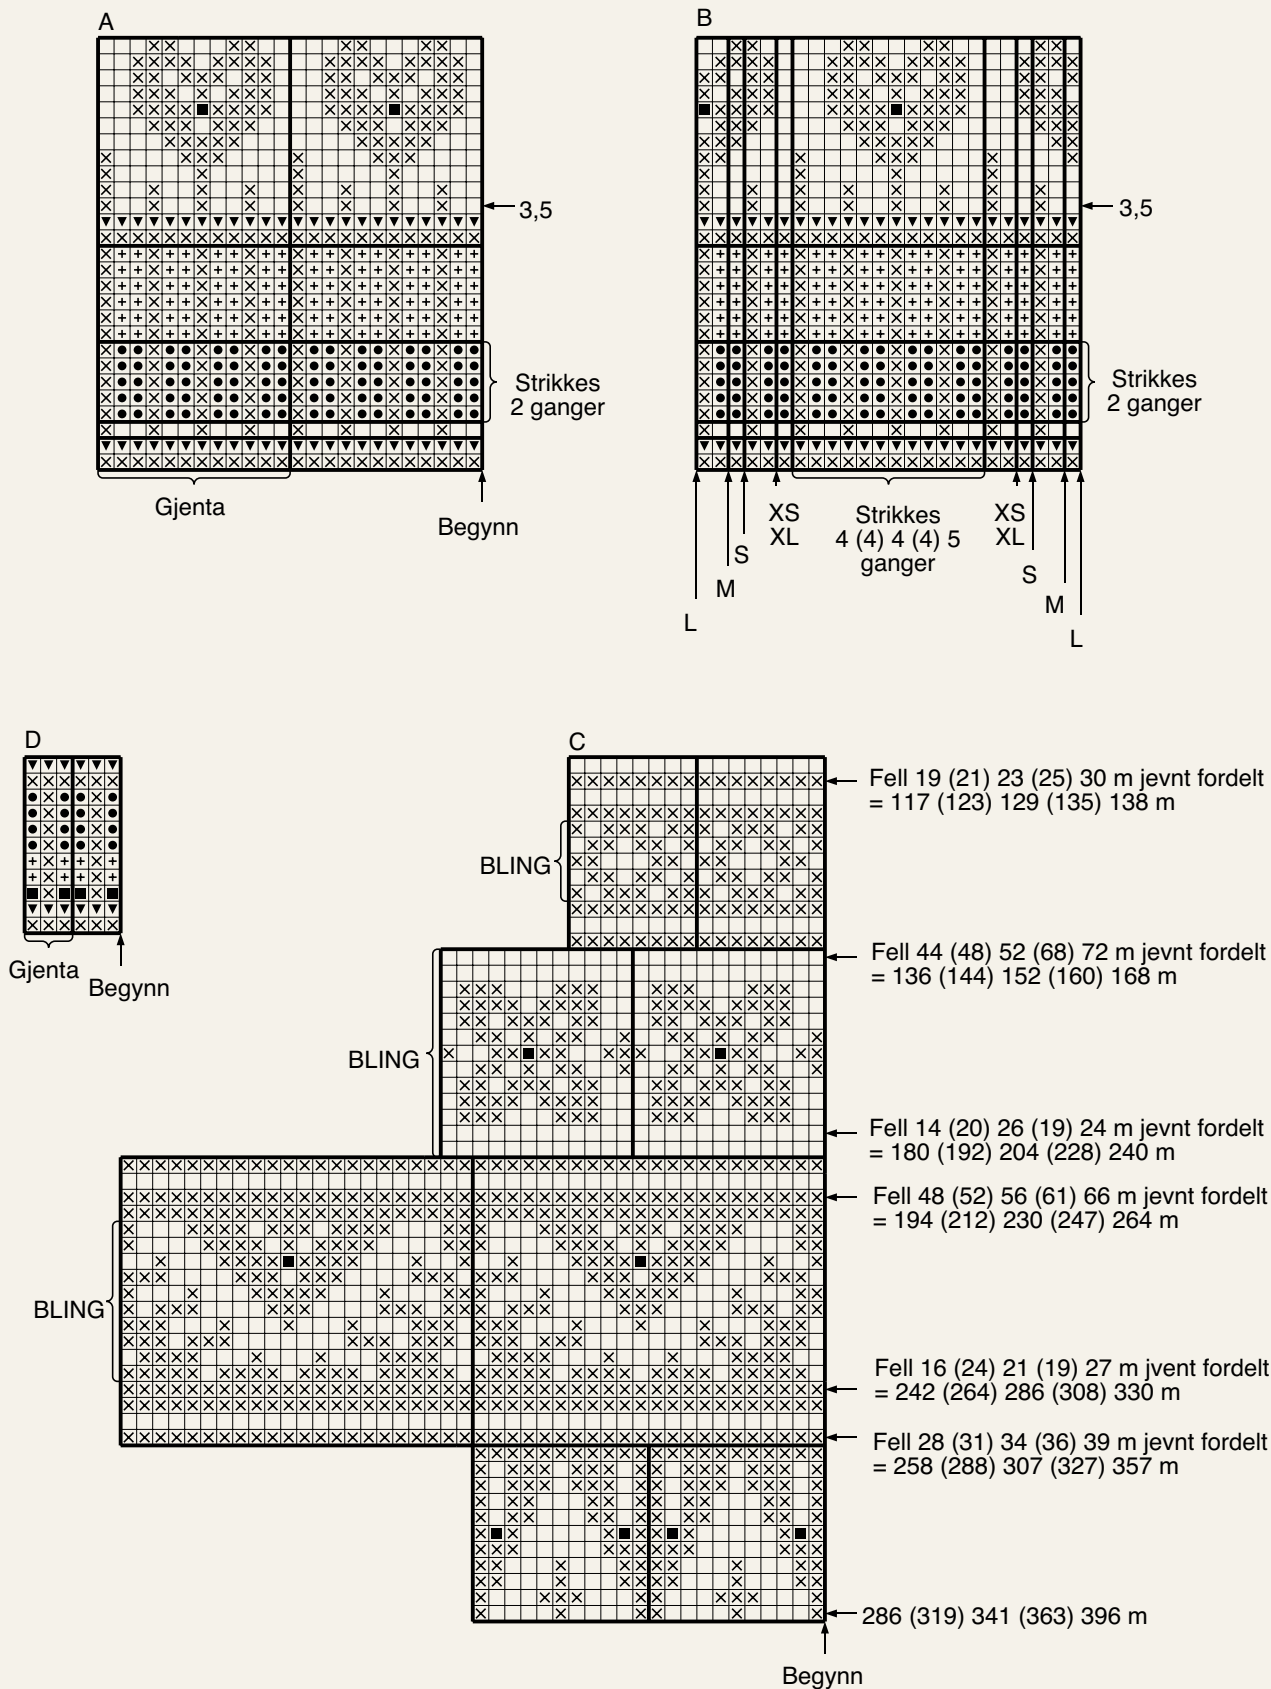 A
3,5
Strikkes
2 ganger
Gjenta
Begynn
B
3,5
Strikkes
2 ganger
XS
XL
Strikkes
4 (4) 4 (4) 5
ganger
XS
XL
S
S
M
M
L
L
D
Gjenta
Begynn
C
Fell 19 (21) 23 (25) 30 m jevnt fordelt
= 117 (123) 129 (135) 138 m
BLING
Fell 44 (48) 52 (68) 72 m jevnt fordelt
= 136 (144) 152 (160) 168 m
BLING
Fell 14 (20) 26 (19) 24 m jevnt fordelt
= 180 (192) 204 (228) 240 m
Fell 48 (52) 56 (61) 66 m jevnt fordelt
= 194 (212) 230 (247) 264 m
BLING
Fell 16 (24) 21 (19) 27 m jvent fordelt
= 242 (264) 286 (308) 330 m
Fell 28 (31) 34 (36) 39 m jevnt fordelt
= 258 (288) 307 (327) 357 m
286 (319) 341 (363) 396 m
Begynn